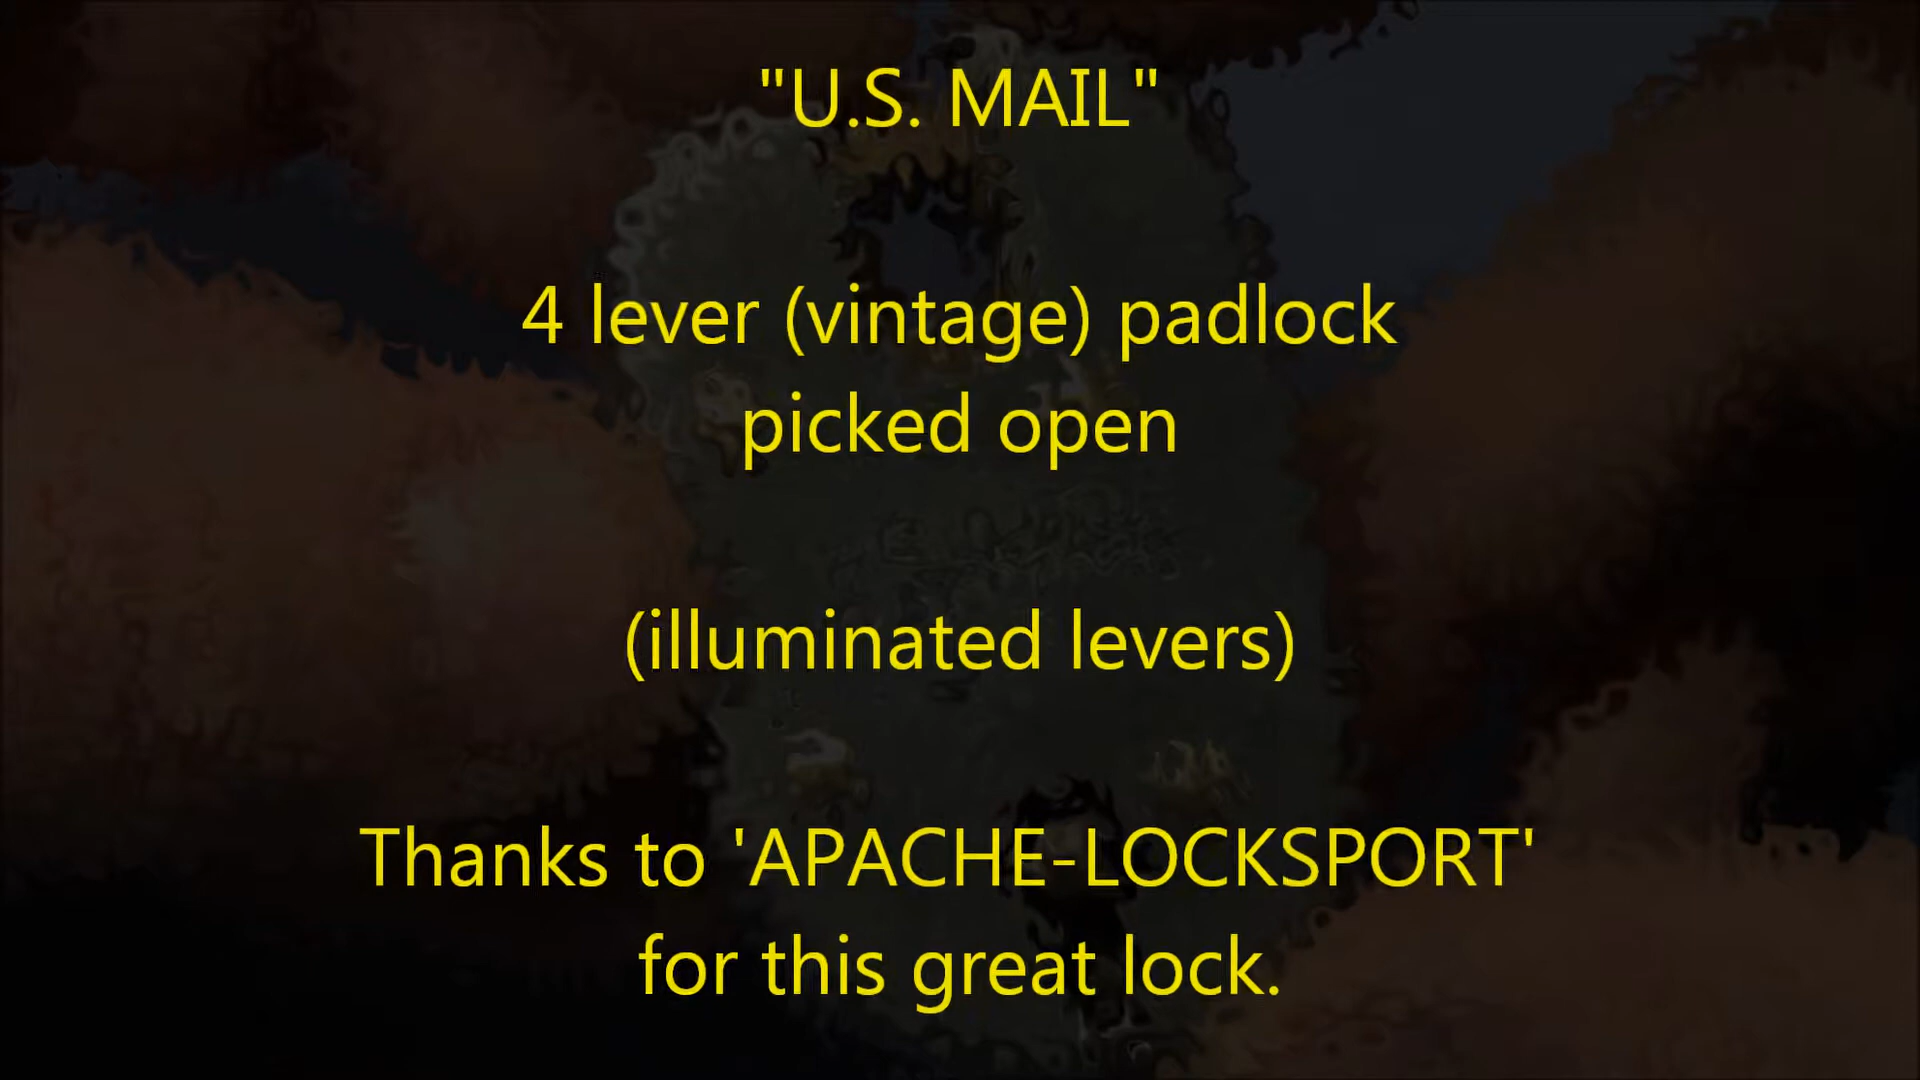 "U.S. MAIL"
4 lever (vintage) padlock
picked open
(illuminated levers)
Thanks to 'APACHE-LOCKSPORT'
for this great lock.